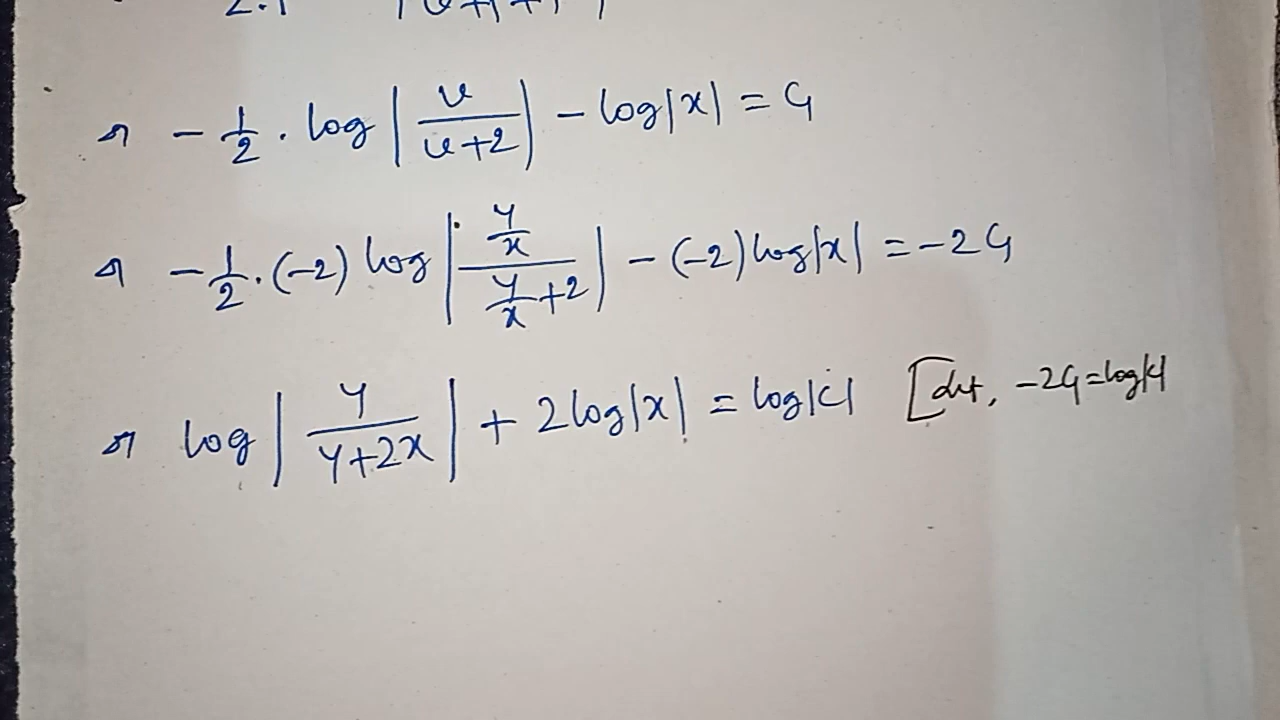 ⇒ -1/2 · log |v/(v+2)| - log|x| = C₁
⇒ -1/2 · (-2) log |(y/x)/(y/x + 2)| - (-2) log|x| = -2C₁
⇒ log |y/(y+2x)| + 2 log|x| = log|c| [let, -2C₁ = log|c|